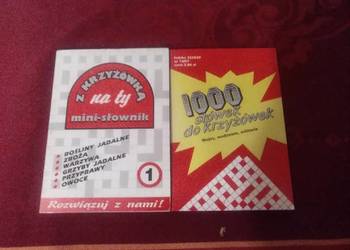 Z KRZYŻÓWKĄ
na ty
mini-słownik
ROŚLINY JADALNE
ZBOŻA
WARZYWA
GRZYBY JADALNE
PRZYPRAWY
OWOCE
1
Rozwiązuj z nami!
1000
słówek
do krzyżówek